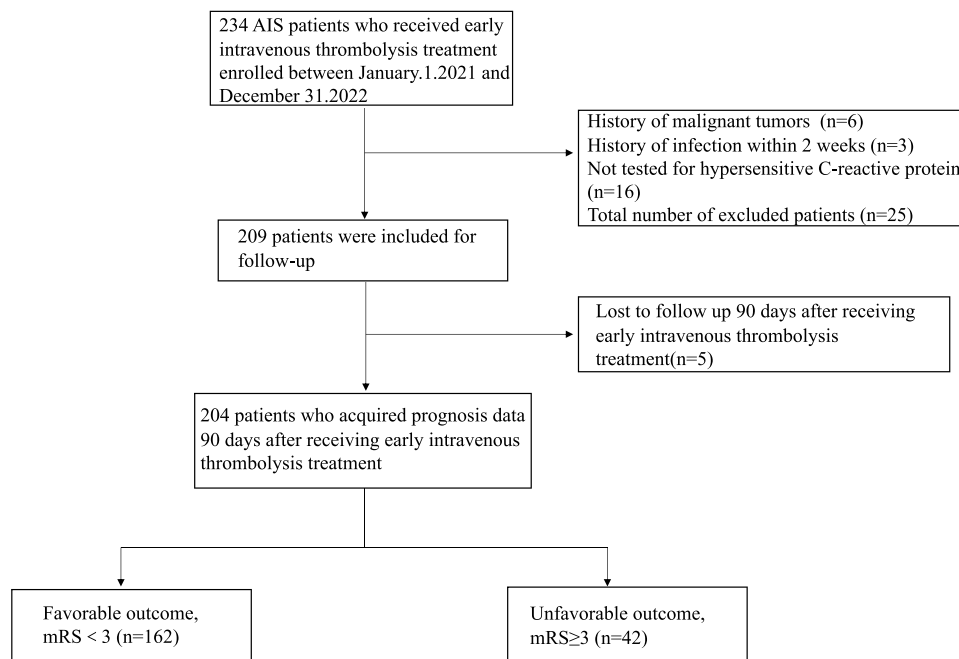 234 AIS patients who received early
intravenous thrombolysis treatment
enrolled between January.1.2021 and
December 31.2022
History of malignant tumors  (n=6)
History of infection within 2 weeks (n=3)
Not tested for hypersensitive C-reactive protein
(n=16)
Total number of excluded patients (n=25)
209 patients were included for
follow-up
Lost to follow up 90 days after receiving
early intravenous thrombolysis
treatment(n=5)
204 patients who acquired prognosis data
90 days after receiving early intravenous
thrombolysis treatment
Favorable outcome,
mRS < 3 (n=162)
Unfavorable outcome,
mRS≥3 (n=42)